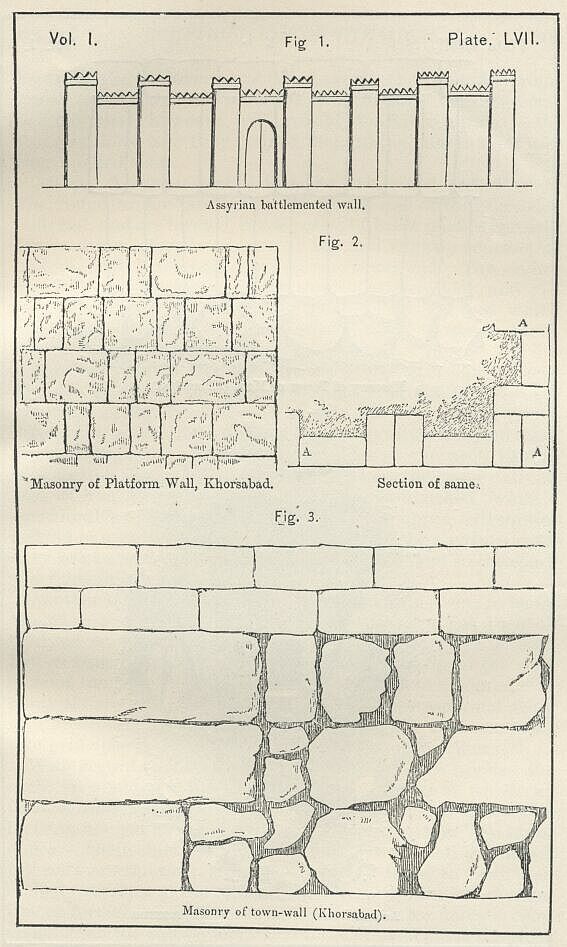 Vol. I. Fig 1. Plate. LVII.
Assyrian battlemented wall.
Fig. 2.
A
A A
Masonry of Platform Wall, Khorsabad. Section of same.
Fig. 3.
Masonry of town-wall (Khorsabad).